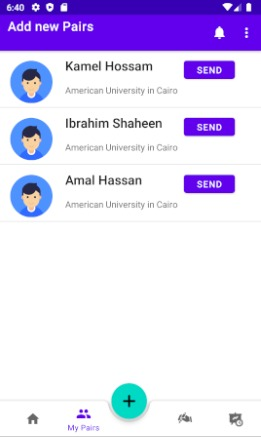 6:40
Add new Pairs
Kamel Hossam
SEND
American University in Cairo
Ibrahim Shaheen
SEND
American University in Cairo
Amal Hassan
SEND
American University in Cairo
My Pairs